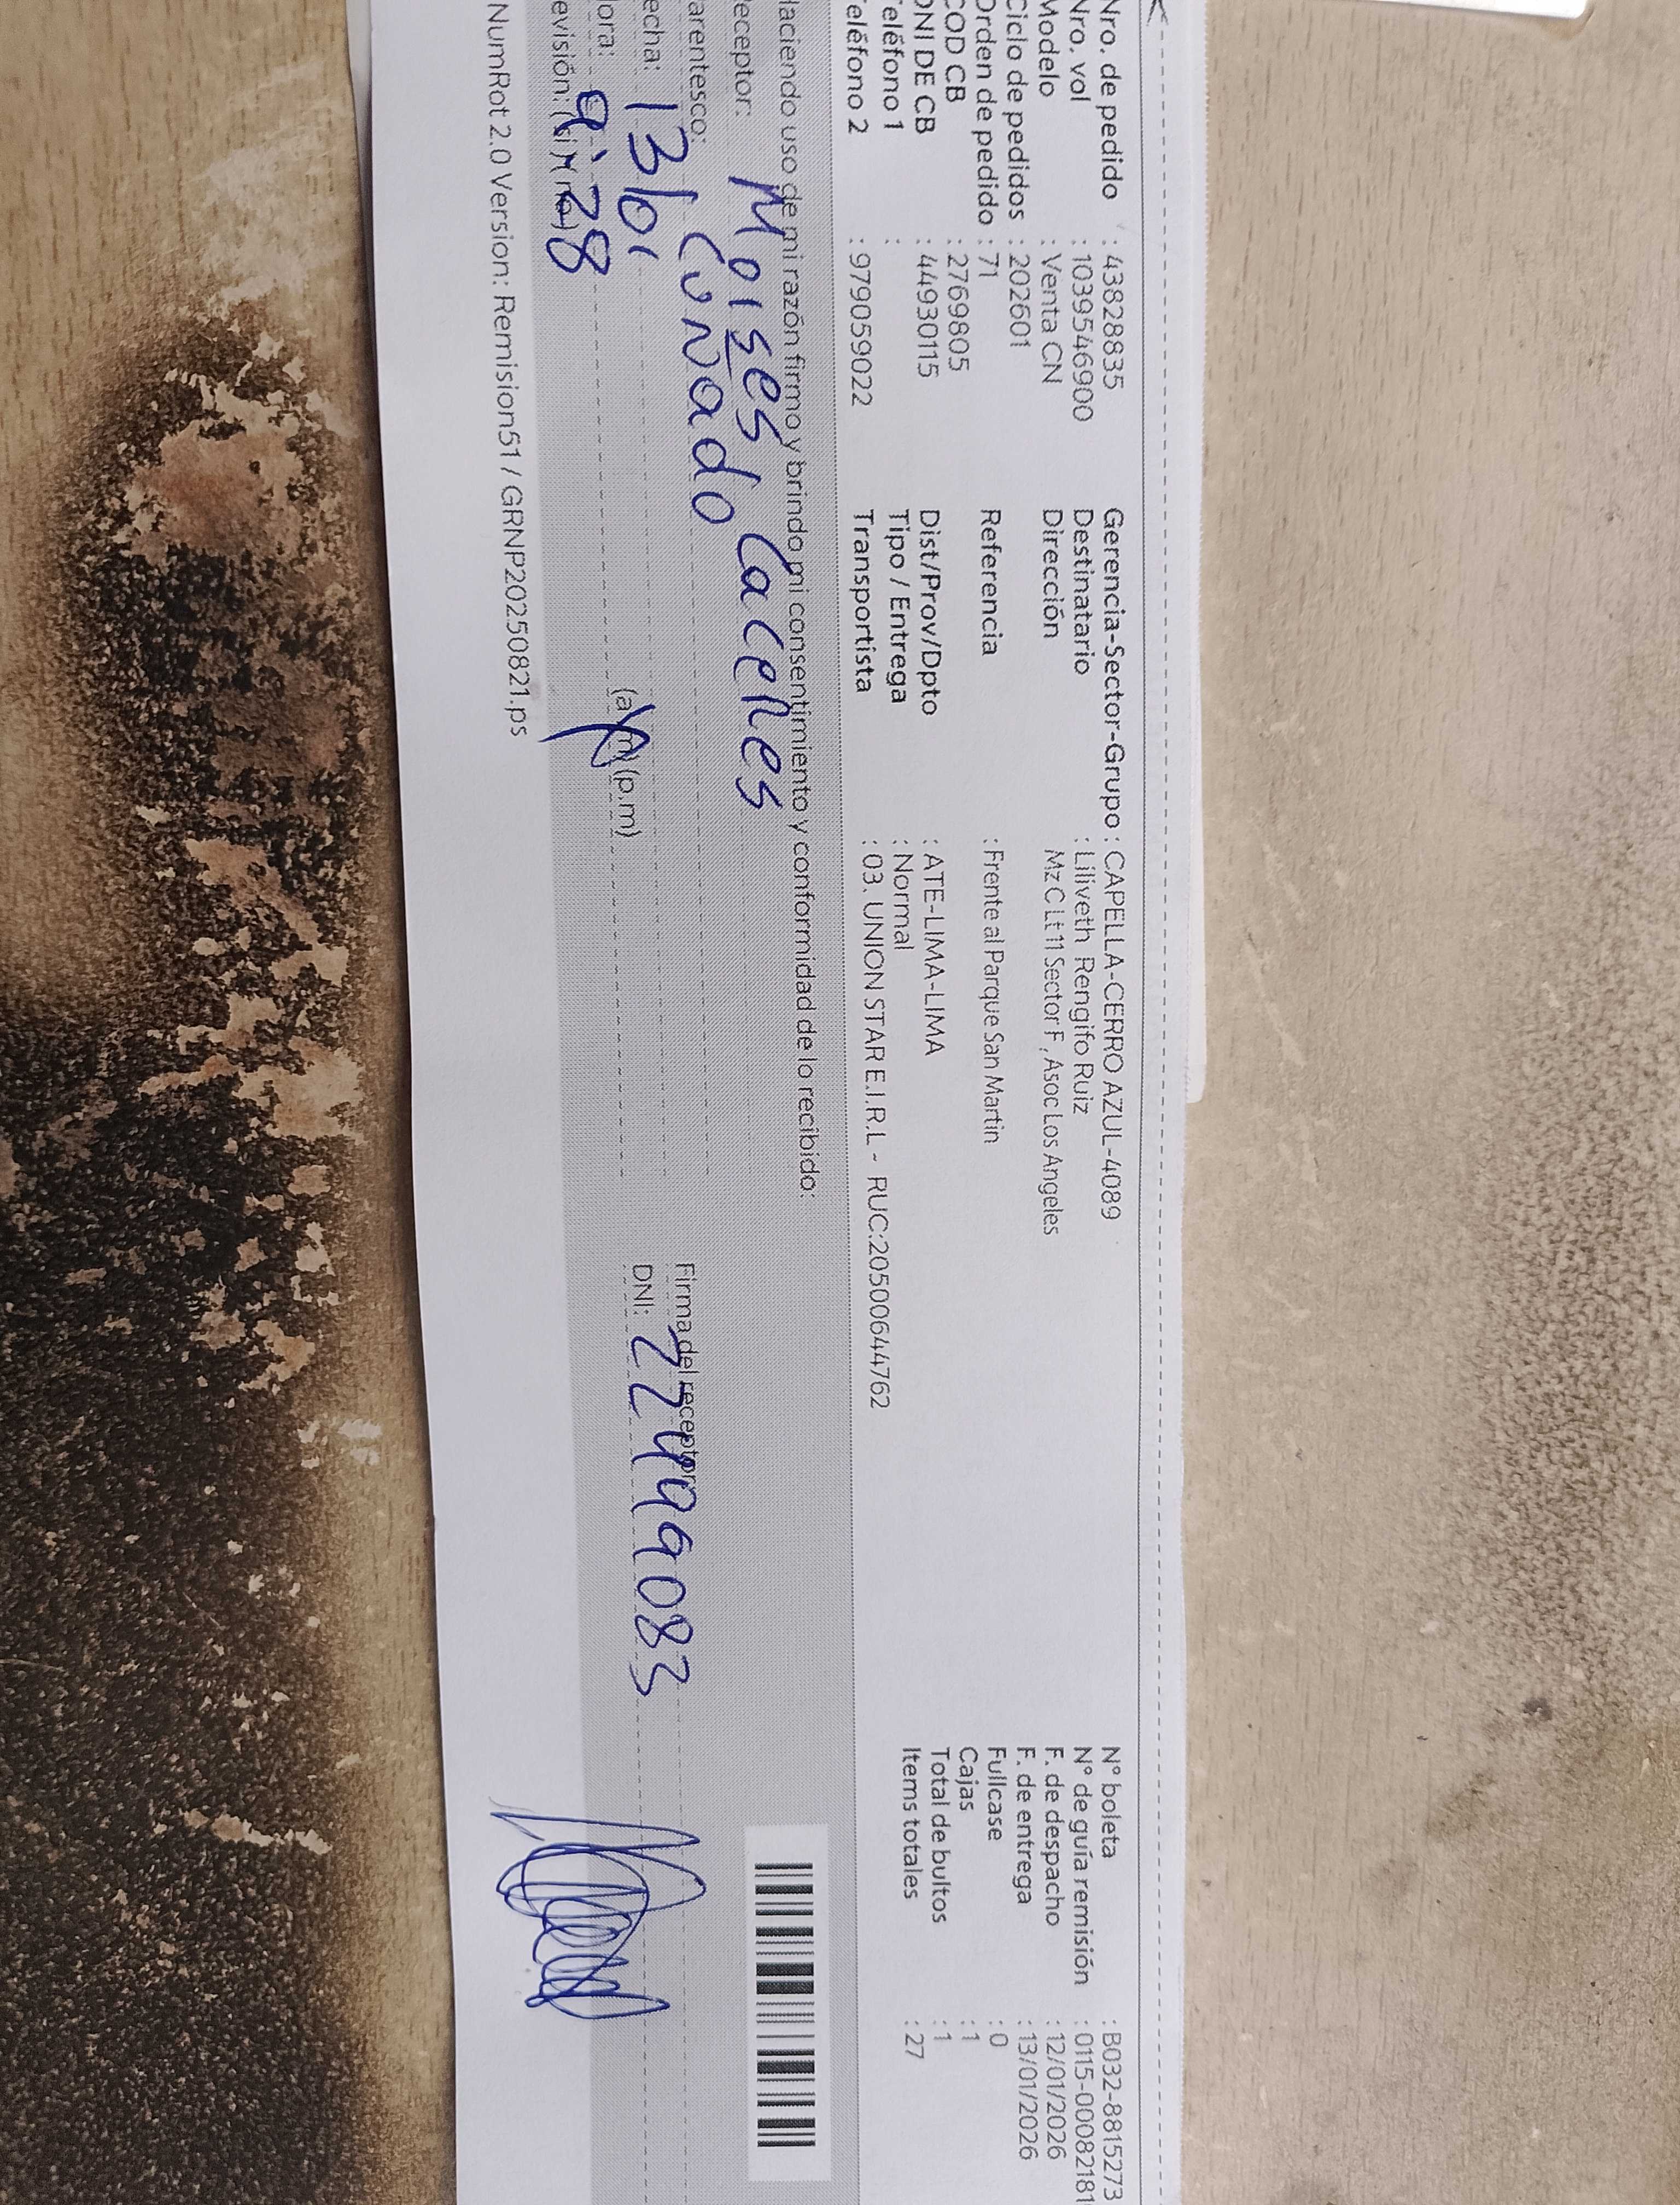 Nro. de pedido : 43828835 Gerencia-Sector-Grupo : CAPELLA-CERRO AZUL-4089 N° boleta : B032-8815273
Nro. vol : 1039546900 Destinatario : Liliveth Rengifo Ruiz N° de guía remisión : 0115-00082181
Modelo : Venta CN Dirección Mz C Lt 11 Sector F , Asoc Los Angeles F. de despacho : 12/01/2026
Ciclo de pedidos : 202601 F. de entrega : 13/01/2026
Orden de pedido : 71 Referencia : Frente al Parque San Martin Fullcase : 0
COD CB : 2769805 Cajas : 1
DNI DE CB : 44930115 Dist/Prov/Dpto : ATE-LIMA-LIMA Total de bultos : 1
Teléfono 1 : Tipo / Entrega : Normal Items totales : 27
Teléfono 2 : 979059022 Transportista : 03. UNION STAR E.I.R.L - RUC:20500644762
Haciendo uso de mi razón firmo y brindo mi consentimiento y conformidad de lo recibido:
Receptor: Moises Caceres
Parentesco: Cuñado Firma del receptor:
Fecha: 13/01 DNI: 22499083
Hora: 9:28 (a.m) (p.m)
Revisión: (si) (no)
NumRot 2.0 Version: Remision51 / GRNP20250821.ps